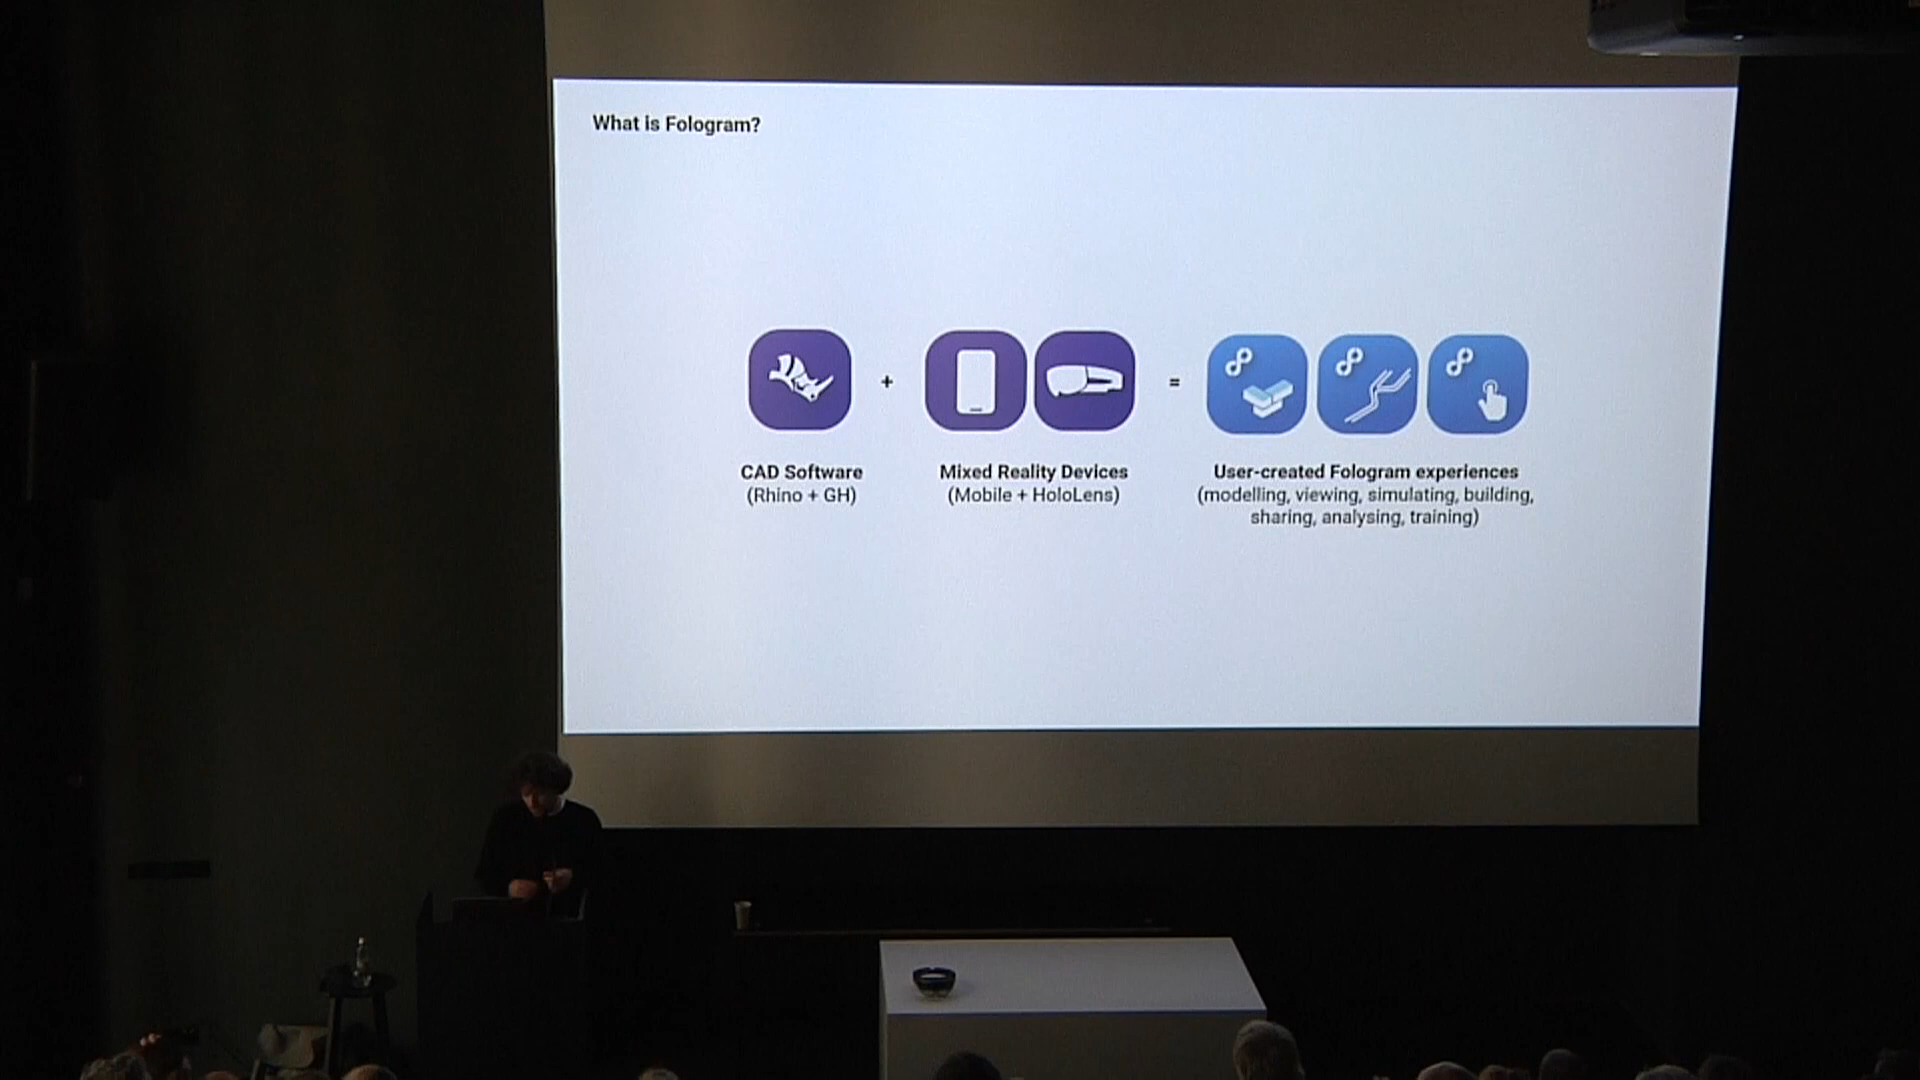 What is Fologram?
+
=
CAD Software
(Rhino + GH)
Mixed Reality Devices
(Mobile + HoloLens)
User-created Fologram experiences
(modelling, viewing, simulating, building,
sharing, analysing, training)